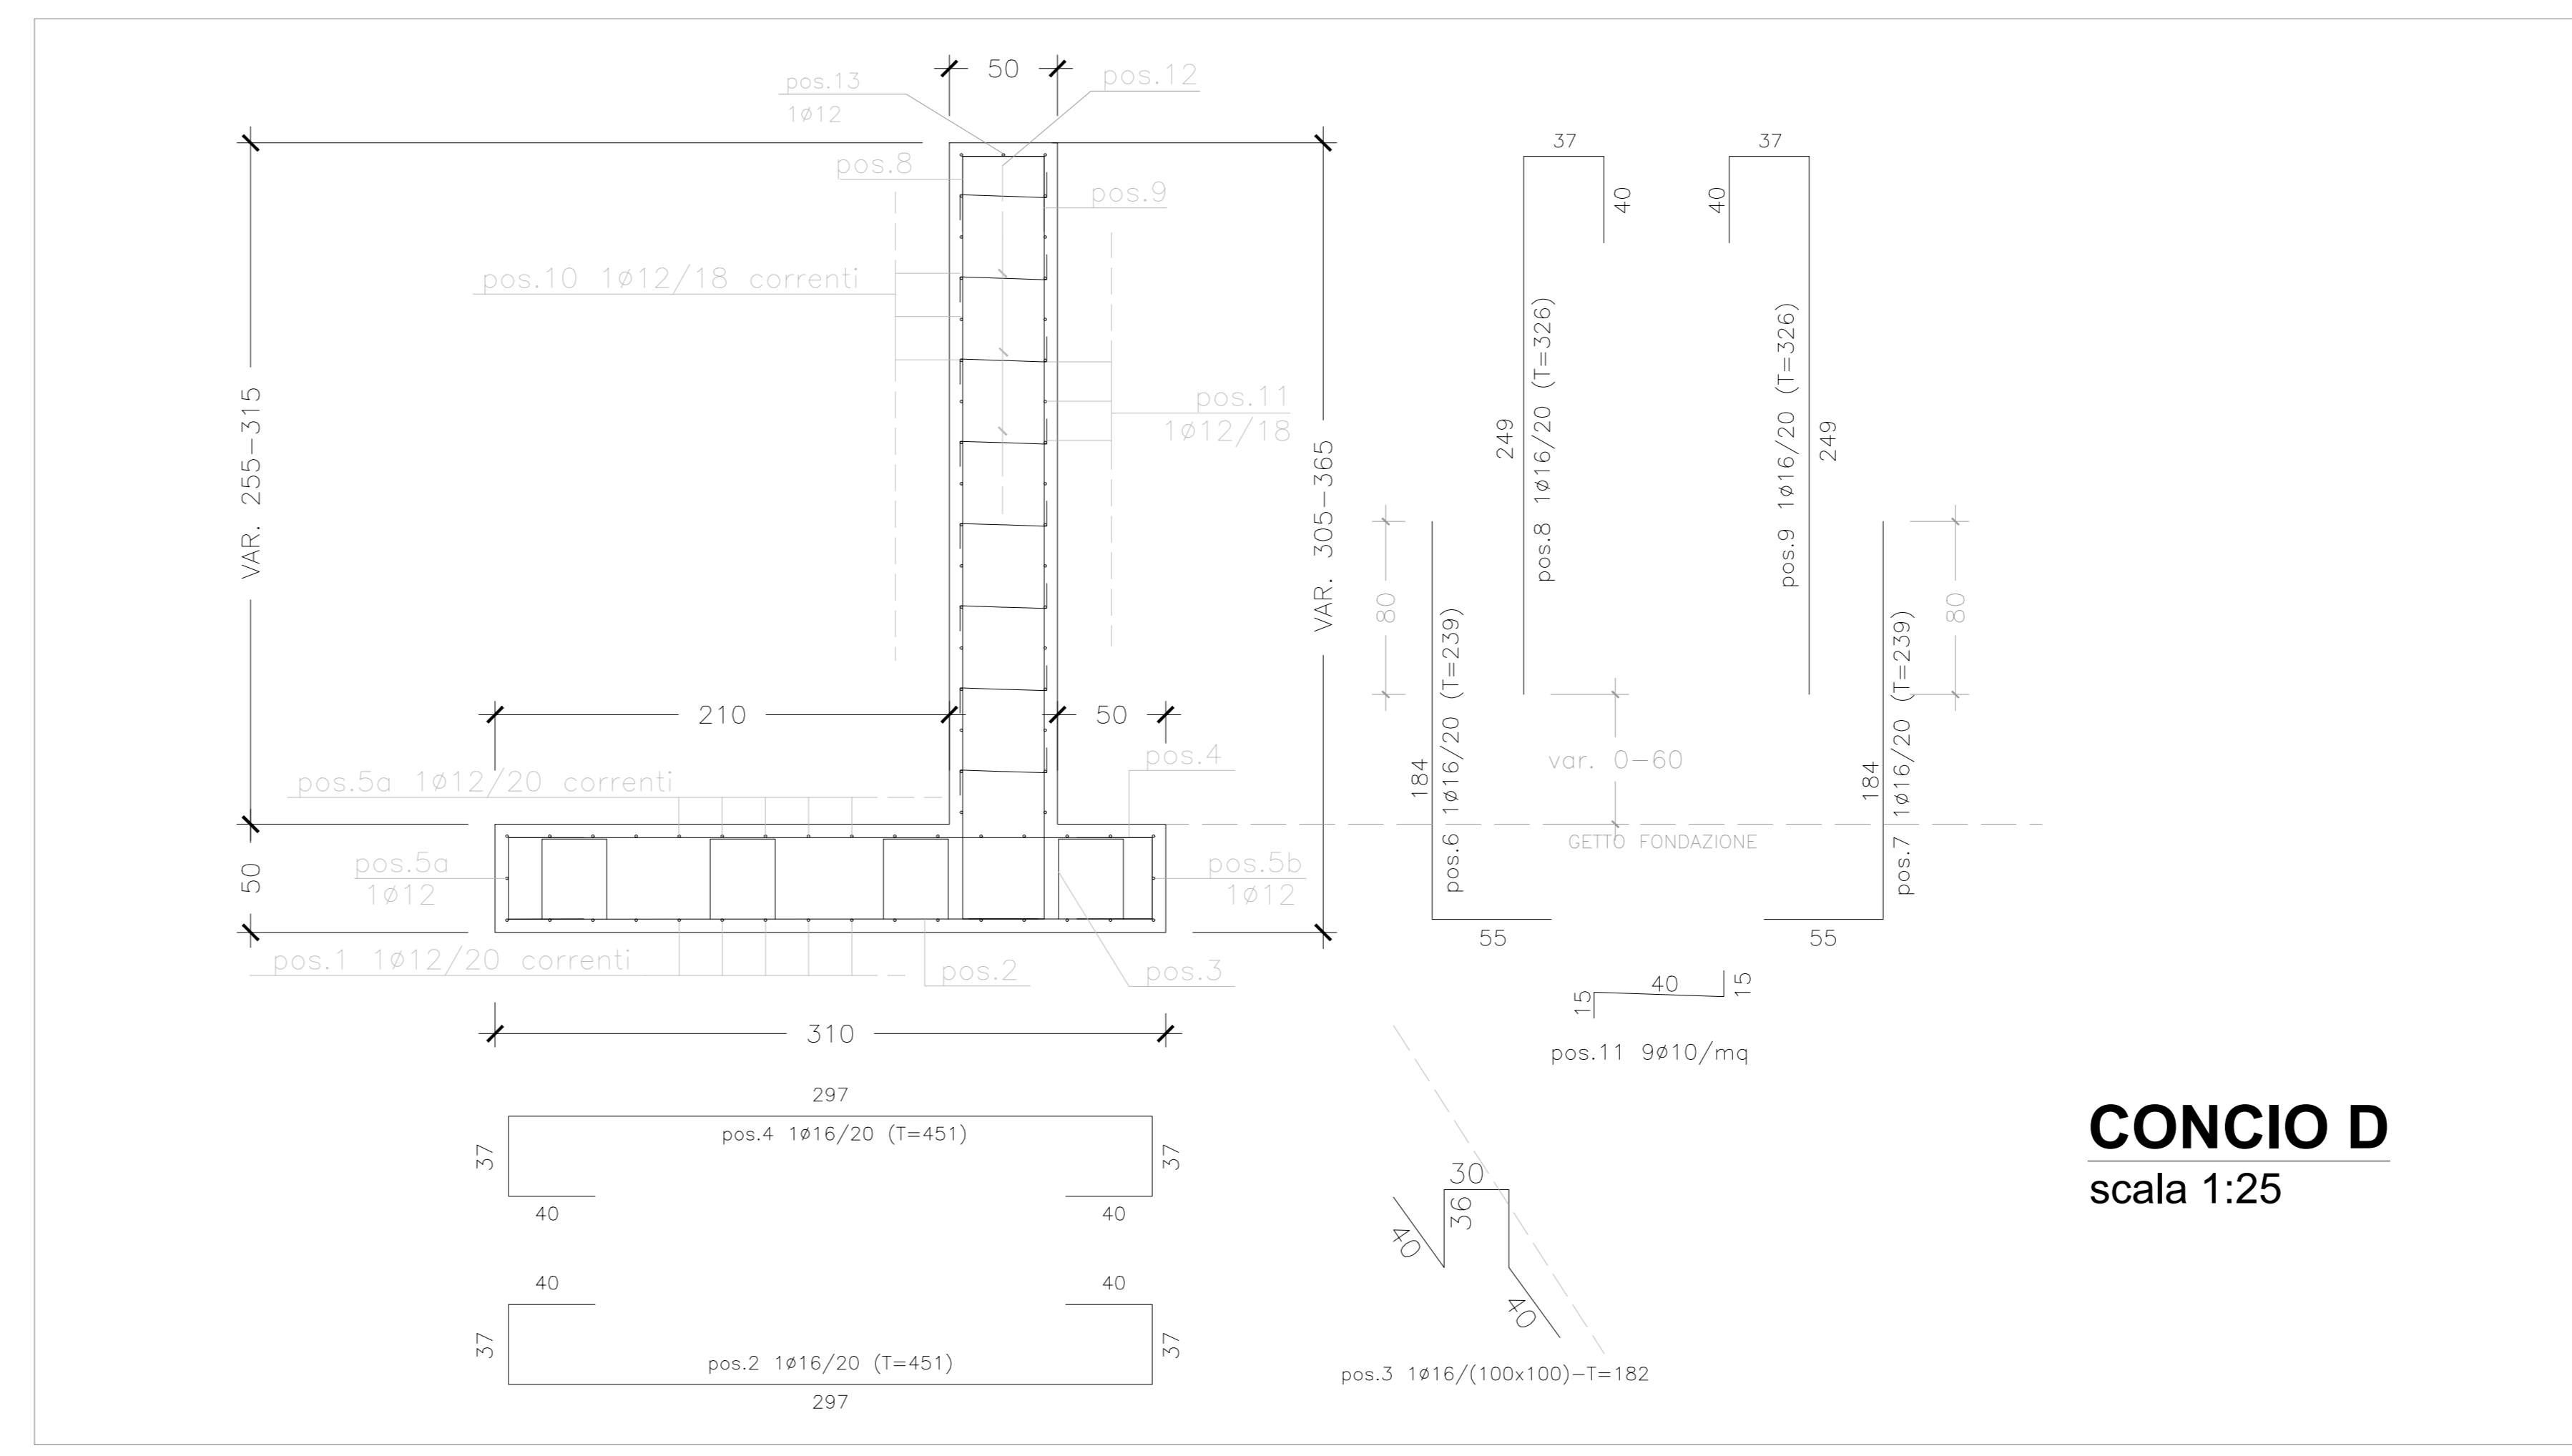 50
pos.13
1ø12
pos.12
pos.8
pos.9
pos.10 1ø12/18 correnti
pos.11
1ø12/18
VAR. 255-315
VAR. 305-365
210
50
pos.5a 1ø12/20 correnti
pos.4
pos.5a
1ø12
pos.5b
1ø12
50
pos.1 1ø12/20 correnti
pos.2
pos.3
310
37
40
249
pos.8 1ø16/20 (T=326)
37
40
249
pos.9 1ø16/20 (T=326)
80
80
184
pos.6 1ø16/20 (T=239)
55
184
pos.7 1ø16/20 (T=239)
55
var. 0-60
GETTO FONDAZIONE
15
40
15
pos.11 9ø10/mq
297
pos.4 1ø16/20 (T=451)
37
37
40
40
40
40
37
37
pos.2 1ø16/20 (T=451)
297
30
36
40
40
pos.3 1ø16/(100x100)-T=182
CONCIO D
scala 1:25